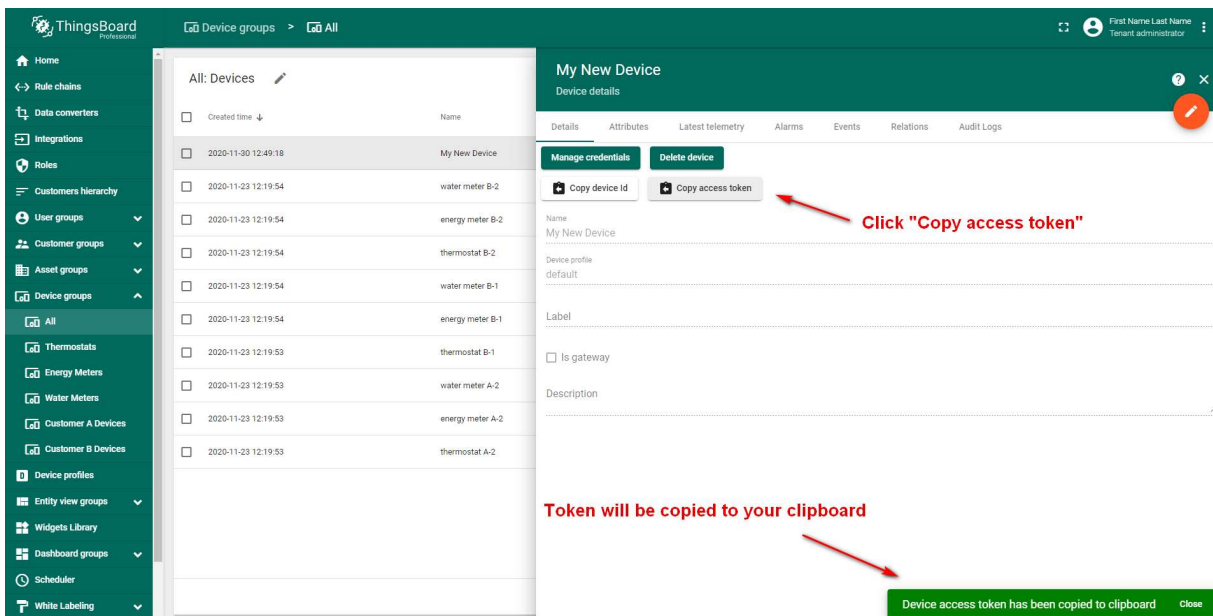 ThingsBoard
Professional
Device groups > All
First Name Last Name
Tenant administrator
Home
Rule chains
Data converters
Integrations
Roles
Customers hierarchy
User groups
Customer groups
Asset groups
Device groups
All
Thermostats
Energy Meters
Water Meters
Customer A Devices
Customer B Devices
Device profiles
Entity view groups
Widgets Library
Dashboard groups
Scheduler
White Labeling
All: Devices
Created time Name
2020-11-30 12:49:18 My New Device
2020-11-23 12:19:54 water meter B-2
2020-11-23 12:19:54 energy meter B-2
2020-11-23 12:19:54 thermostat B-2
2020-11-23 12:19:54 water meter B-1
2020-11-23 12:19:54 energy meter B-1
2020-11-23 12:19:53 thermostat B-1
2020-11-23 12:19:53 water meter A-2
2020-11-23 12:19:53 energy meter A-2
2020-11-23 12:19:53 thermostat A-2
My New Device
Device details
Details Attributes Latest telemetry Alarms Events Relations Audit Logs
Manage credentials Delete device
Copy device Id Copy access token
Click "Copy access token"
Name
My New Device
Device profile
default
Label
Is gateway
Description
Token will be copied to your clipboard
Device access token has been copied to clipboard Close